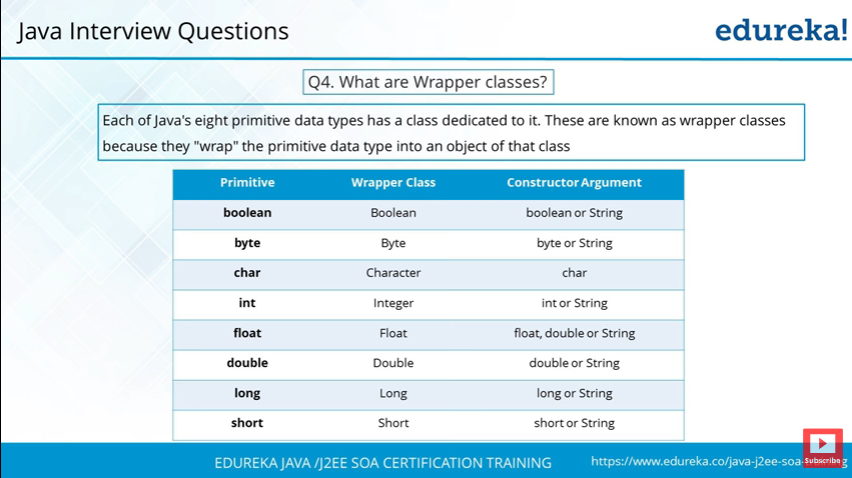 Java Interview Questions
edureka!
Q4. What are Wrapper classes?
Each of Java's eight primitive data types has a class dedicated to it. These are known as wrapper classes
because they "wrap" the primitive data type into an object of that class
Primitive Wrapper Class Constructor Argument
boolean Boolean boolean or String
byte Byte byte or String
char Character char
int Integer int or String
float Float float, double or String
double Double double or String
long Long long or String
short Short short or String
EDUREKA JAVA /J2EE SOA CERTIFICATION TRAINING
https://www.edureka.co/java-j2ee-soa-
Subscribe